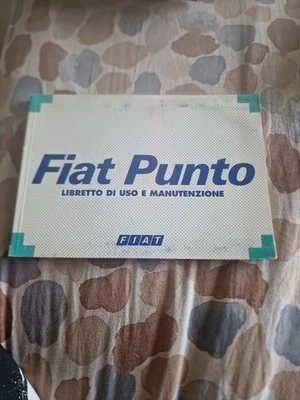 Fiat Punto
LIBRETTO DI USO E MANUTENZIONE
FIAT